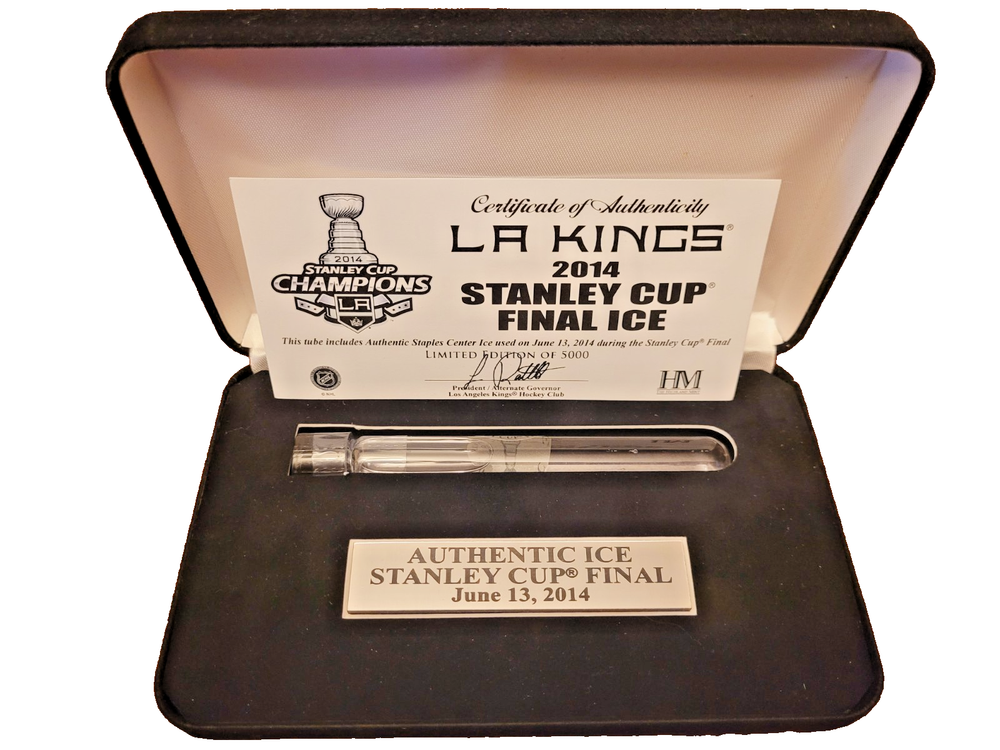 2014
STANLEY CUP
CHAMPIONS
LA
Certificate of Authenticity
LA KINGS®
2014
STANLEY CUP®
FINAL ICE
This tube includes Authentic Staples Center Ice used on June 13, 2014 during the Stanley Cup® Final
LIMITED EDITION OF 5000
President / Alternate Governor
Los Angeles Kings® Hockey Club
HM
AUTHENTIC ICE
STANLEY CUP® FINAL
June 13, 2014